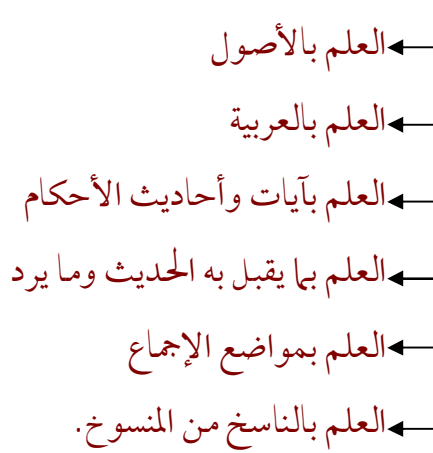 العلم بالأصول
العلم بالعربية
العلم بآيات وأحاديث الأحكام
العلم بما يقبل به الحديث وما يرد
العلم بمواضع الإجماع
العلم بالناسخ من المنسوخ.